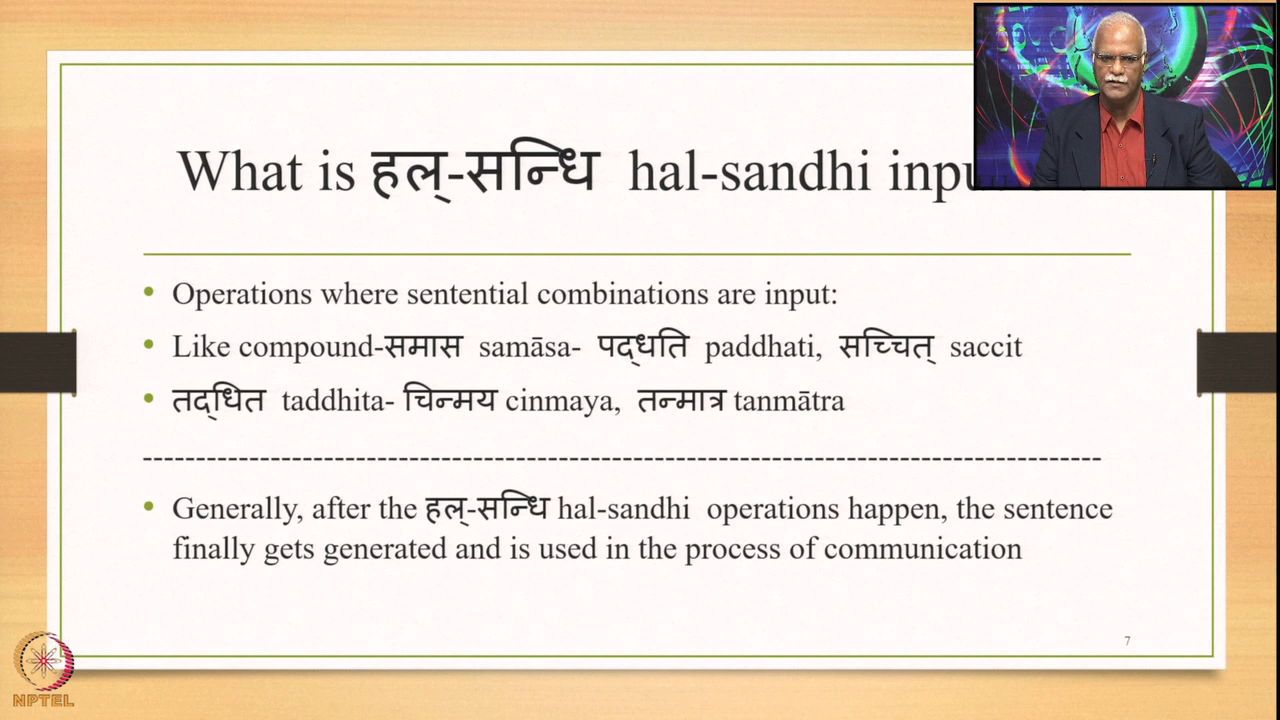 What is हल्-सन्धि hal-sandhi
Operations where sentential combinations are input:
Like compound-समास samāsa- पद्धति paddhati, सच्चित् saccit
तद्धित taddhita- चिन्मय cinmaya, तन्मात्र tanmātra
Generally, after the हल्-सन्धि hal-sandhi operations happen, the sentence
finally gets generated and is used in the process of communication
7
NPTEL